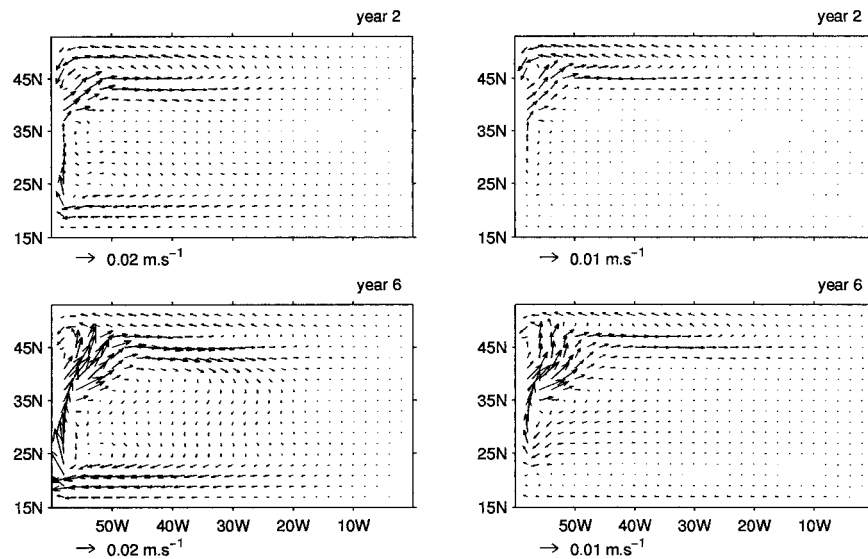 year 2
year 2
45N
35N
25N
15N
45N
35N
25N
15N
→ 0.02 m.s⁻¹
→ 0.01 m.s⁻¹
year 6
year 6
45N
35N
25N
15N
45N
35N
25N
15N
50W 40W 30W 20W 10W
50W 40W 30W 20W 10W
→ 0.02 m.s⁻¹
→ 0.01 m.s⁻¹